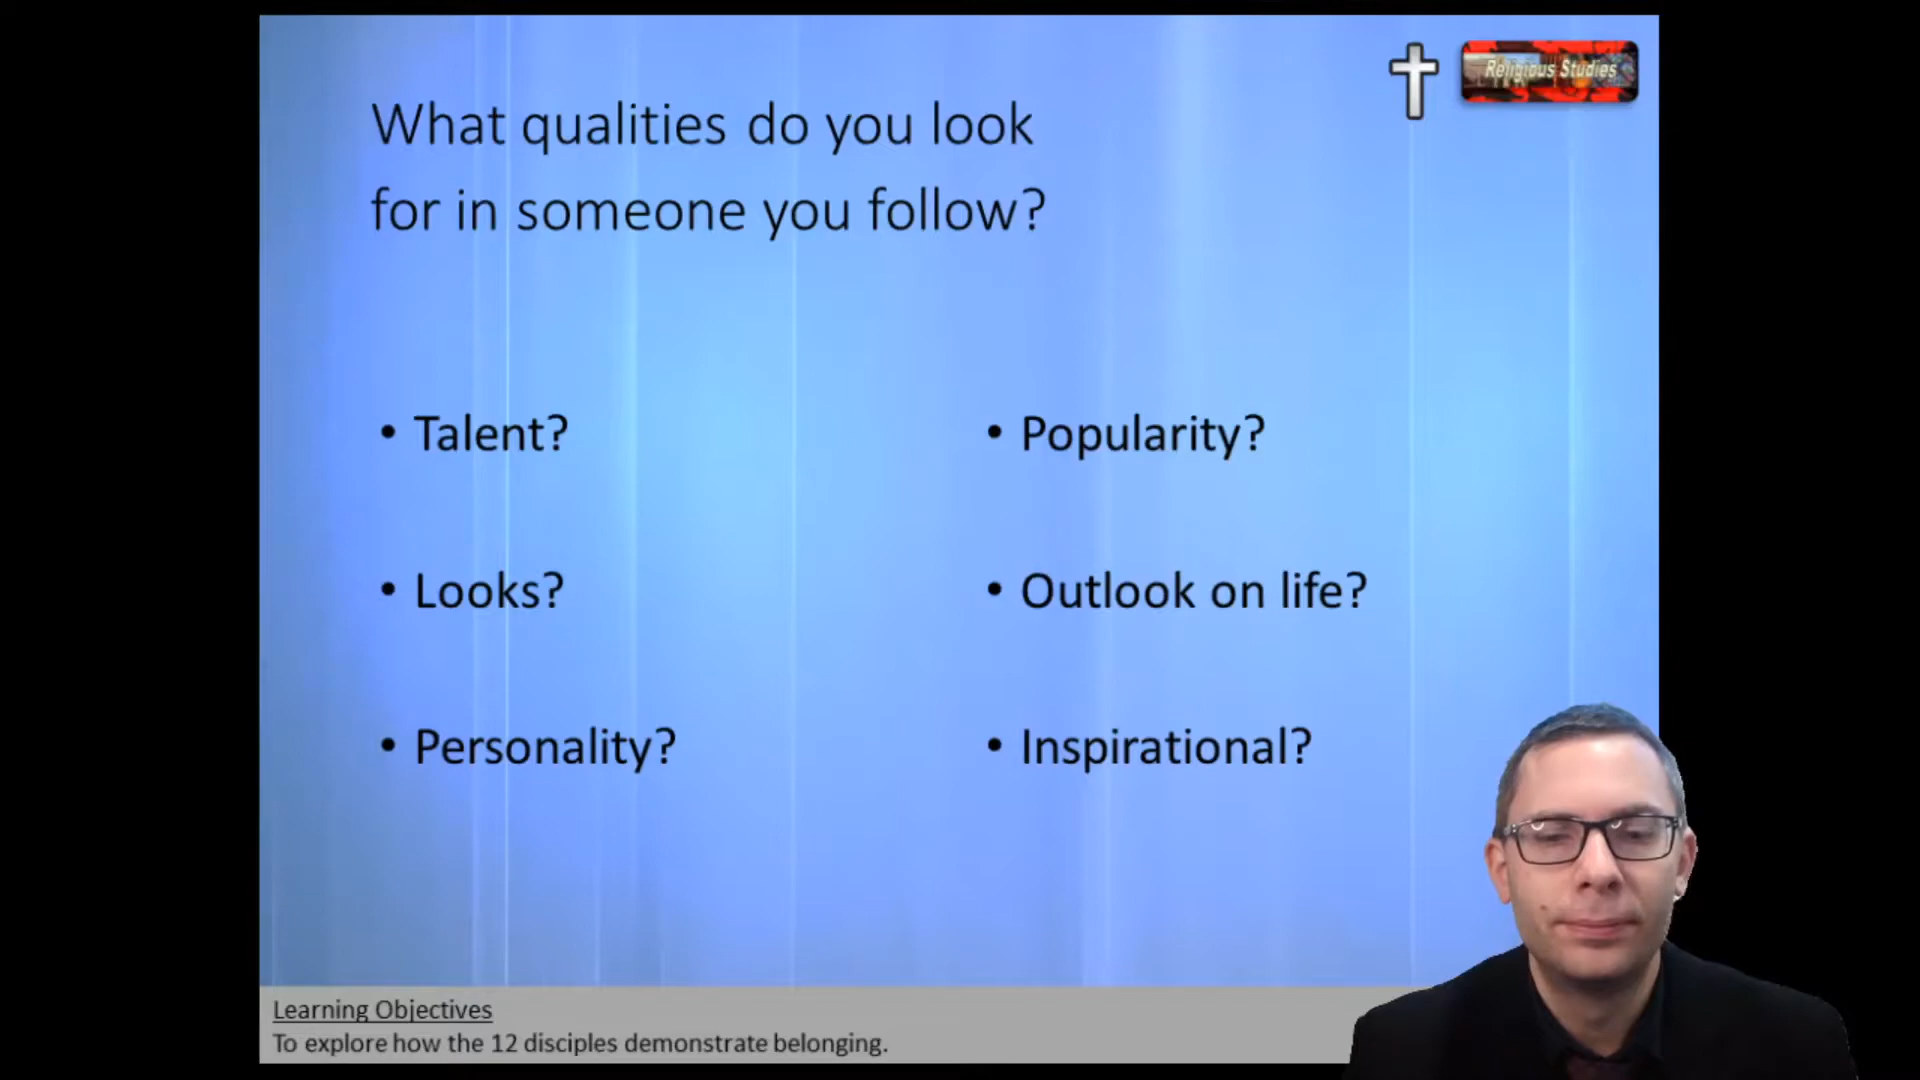 Religious Studies
What qualities do you look
for in someone you follow?
• Talent?
• Looks?
• Personality?
• Popularity?
• Outlook on life?
• Inspirational?
Learning Objectives
To explore how the 12 disciples demonstrate belonging.